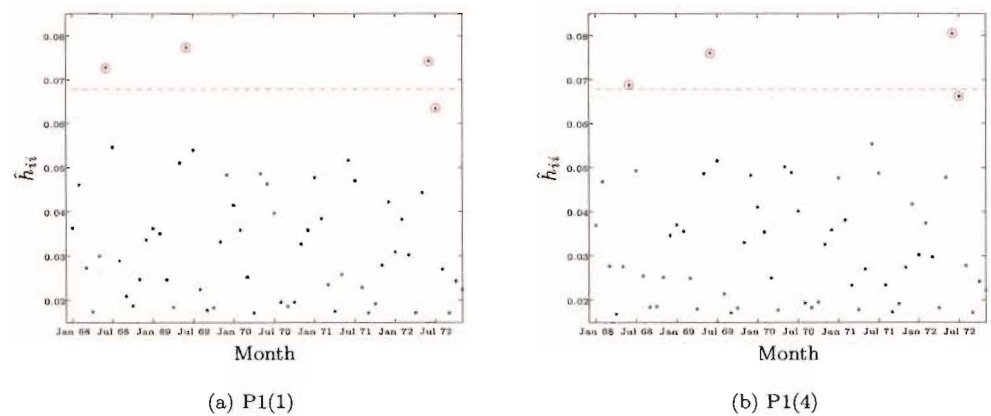 0.08 0.08
0.07 0.07
0.06 0.06
ĥii 0.05 ĥii 0.05
0.04 0.04
0.03 0.03
0.02 0.02
Jan 68 Jul 68 Jan 69 Jul 69 Jan 70 Jul 70 Jan 71 Jul 71 Jan 72 Jul 72 Jan 68 Jul 68 Jan 69 Jul 69 Jan 70 Jul 70 Jan 71 Jul 71 Jan 72 Jul 72
Month Month
(a) P1(1) (b) P1(4)